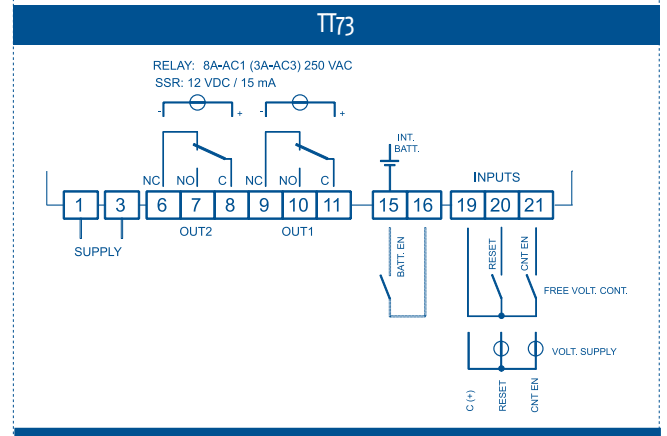 TT73
RELAY: 8A-AC1 (3A-AC3) 250 VAC
SSR: 12 VDC / 15 mA
- + - +
INT.
BATT.
NC NO C NC NO C
INPUTS
1 3 6 7 8 9 10 11 15 16 19 20 21
OUT2 OUT1
SUPPLY
BATT. EN
RESET
CNT EN
FREE VOLT. CONT.
VOLT. SUPPLY
C (+)
RESET
CNT EN